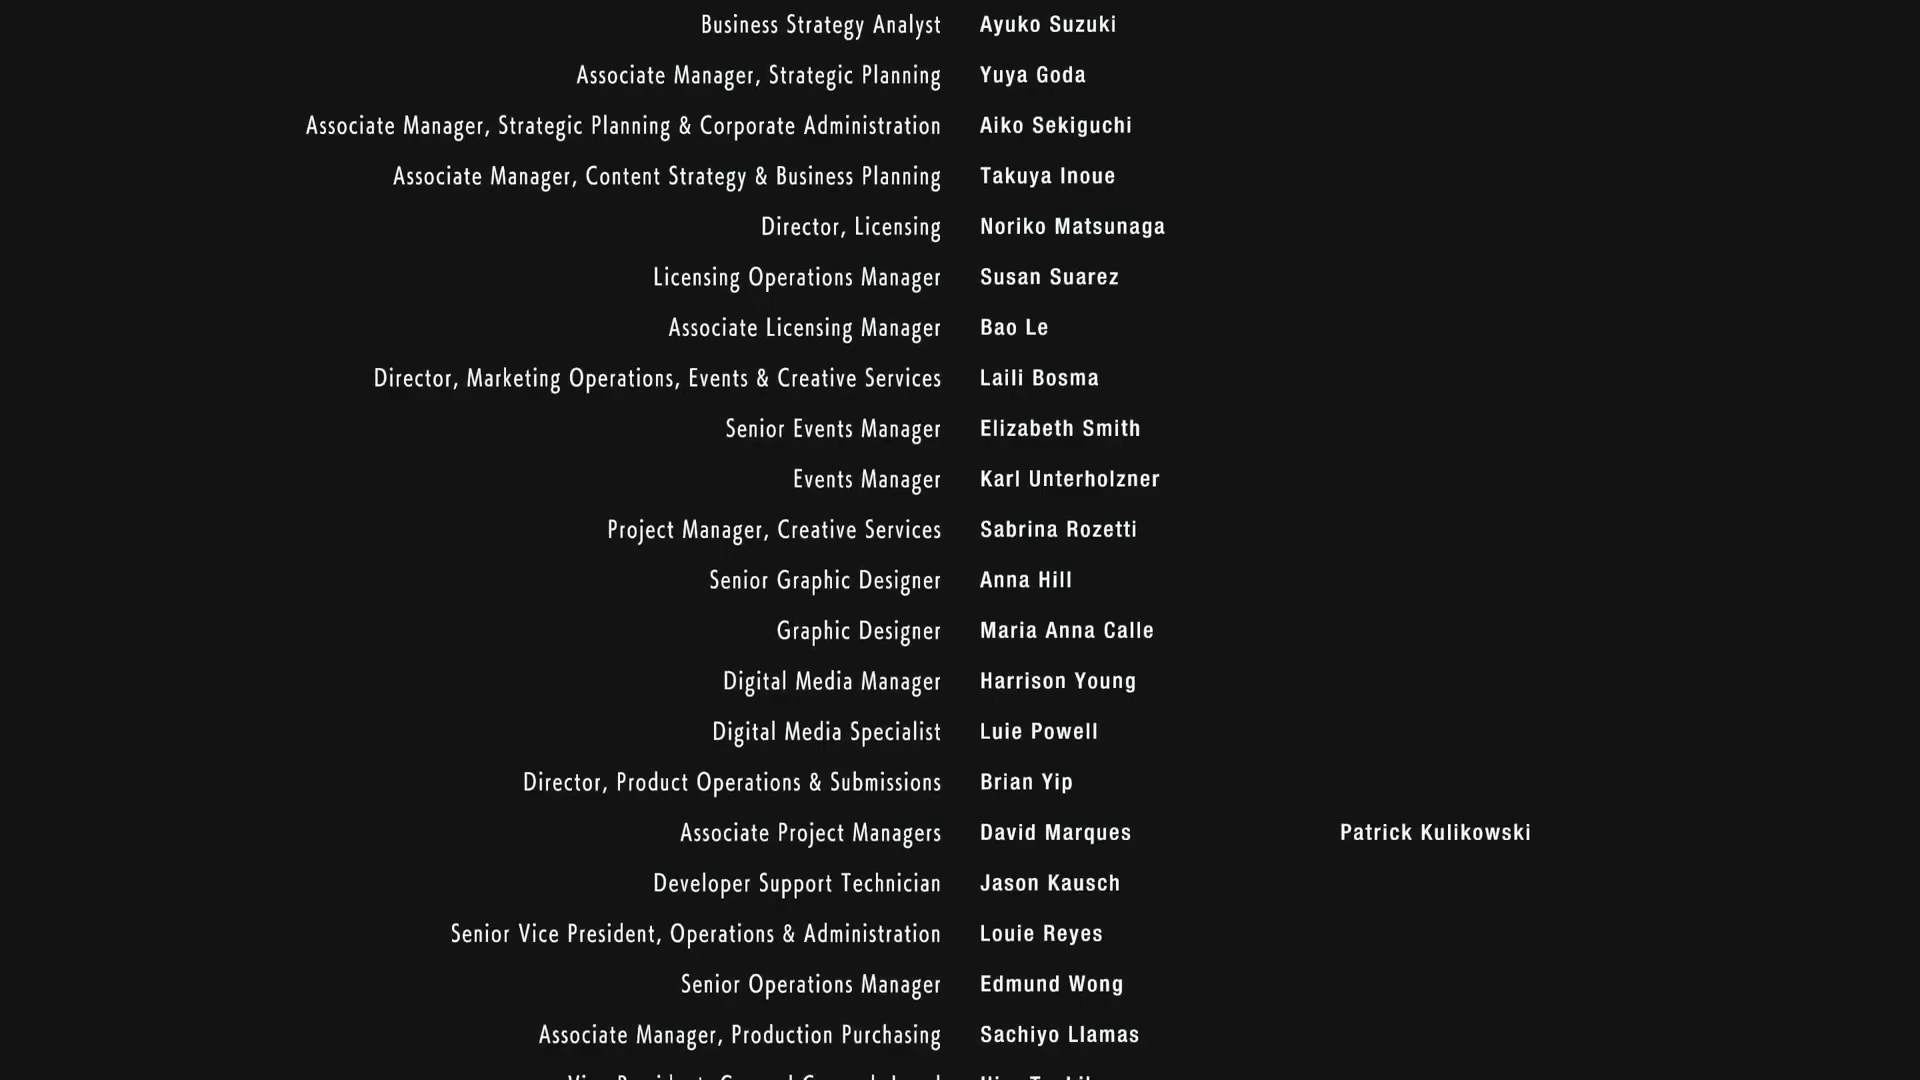 Business Strategy Analyst Ayuko Suzuki
Associate Manager, Strategic Planning Yuya Goda
Associate Manager, Strategic Planning & Corporate Administration Aiko Sekiguchi
Associate Manager, Content Strategy & Business Planning Takuya Inoue
Director, Licensing Noriko Matsunaga
Licensing Operations Manager Susan Suarez
Associate Licensing Manager Bao Le
Director, Marketing Operations, Events & Creative Services Laili Bosma
Senior Events Manager Elizabeth Smith
Events Manager Karl Unterholzner
Project Manager, Creative Services Sabrina Rozetti
Senior Graphic Designer Anna Hill
Graphic Designer Maria Anna Calle
Digital Media Manager Harrison Young
Digital Media Specialist Luie Powell
Director, Product Operations & Submissions Brian Yip
Associate Project Managers David Marques Patrick Kulikowski
Developer Support Technician Jason Kausch
Senior Vice President, Operations & Administration Louie Reyes
Senior Operations Manager Edmund Wong
Associate Manager, Production Purchasing Sachiyo Llamas